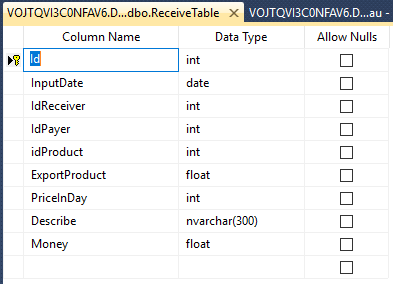 VOJTQVI3C0NFAV6.D...dbo.ReceiveTable VOJTQVI3C0NFAV6.D...au -
Column Name Data Type Allow Nulls
Id int
InputDate date
IdReceiver int
IdPayer int
idProduct int
ExportProduct float
PriceInDay int
Describe nvarchar(300)
Money float